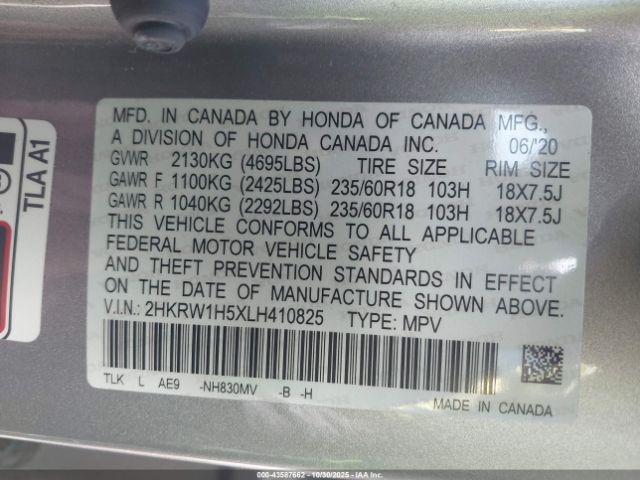 MFD. IN CANADA BY HONDA OF CANADA MFG.,
A DIVISION OF HONDA CANADA INC. 06/'20
GVWR 2130KG (4695LBS) TIRE SIZE RIM SIZE
GAWR F 1100KG (2425LBS) 235/60R18 103H 18X7.5J
GAWR R 1040KG (2292LBS) 235/60R18 103H 18X7.5J
THIS VEHICLE CONFORMS TO ALL APPLICABLE
FEDERAL MOTOR VEHICLE SAFETY
AND THEFT PREVENTION STANDARDS IN EFFECT
ON THE DATE OF MANUFACTURE SHOWN ABOVE.
V.I.N.: 2HKRW1H5XLH410825 TYPE: MPV
TLK L AE9 -NH830MV -B -H
MADE IN CANADA
TLA A1
000-43587662 - 10/30/2025 - IAAI.COM